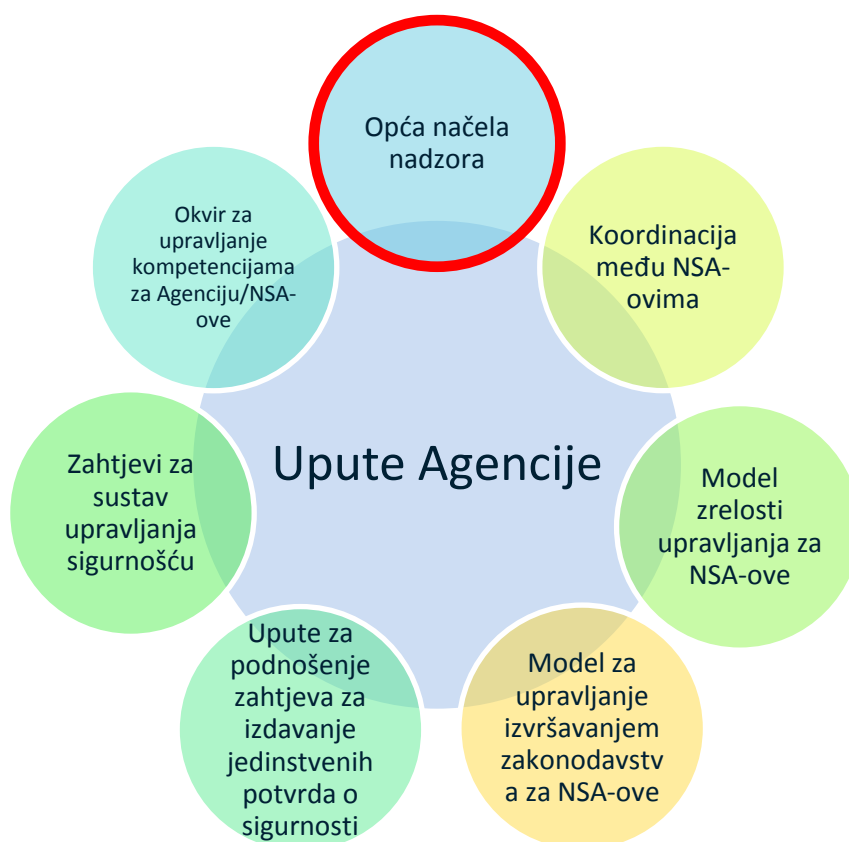 Opća načela
nadzora
Koordinacija
među NSA-
ovima
Model
zrelosti
upravljanja za
NSA-ove
Model za
upravljanje
izvršavanjem
zakonodavstv
a za NSA-ove
Upute za
podnošenje
zahtjeva za
izdavanje
jedinstvenih
potvrda o
sigurnosti
Zahtjevi za
sustav
upravljanja
sigurnošću
Okvir za
upravljanje
kompetencijama
za Agenciju/NSA-
ove
Upute Agencije